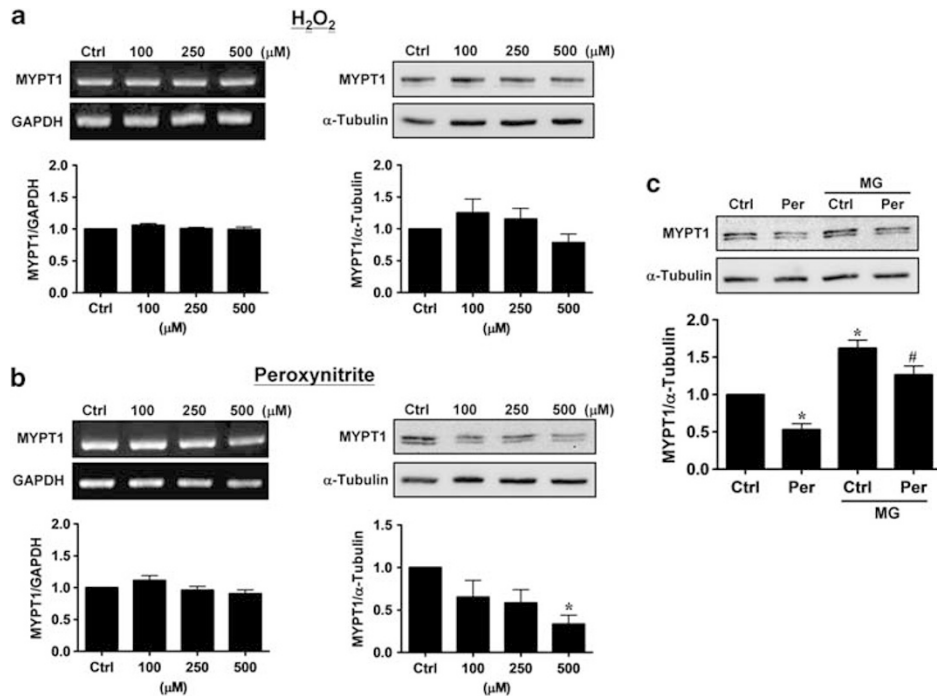 a
H₂O₂
Ctrl 100 250 500 (μM)
MYPT1
GAPDH
MYPT1/GAPDH
2.0
1.5
1.0
0.5
0.0
Ctrl 100 250 500
(μM)
Ctrl 100 250 500 (μM)
MYPT1
α-Tubulin
MYPT1/α-Tubulin
2.0
1.5
1.0
0.5
0.0
Ctrl 100 250 500
(μM)
b
Peroxynitrite
Ctrl 100 250 500 (μM)
MYPT1
GAPDH
MYPT1/GAPDH
2.0
1.5
1.0
0.5
0.0
Ctrl 100 250 500
(μM)
Ctrl 100 250 500 (μM)
MYPT1
α-Tubulin
MYPT1/α-Tubulin
1.5
1.0
0.5
0.0
*
Ctrl 100 250 500
(μM)
c
MG
Ctrl Per Ctrl Per
MYPT1
α-Tubulin
MYPT1/α-Tubulin
2.0
1.5
1.0
0.5
0.0
* * #
Ctrl Per Ctrl Per
MG